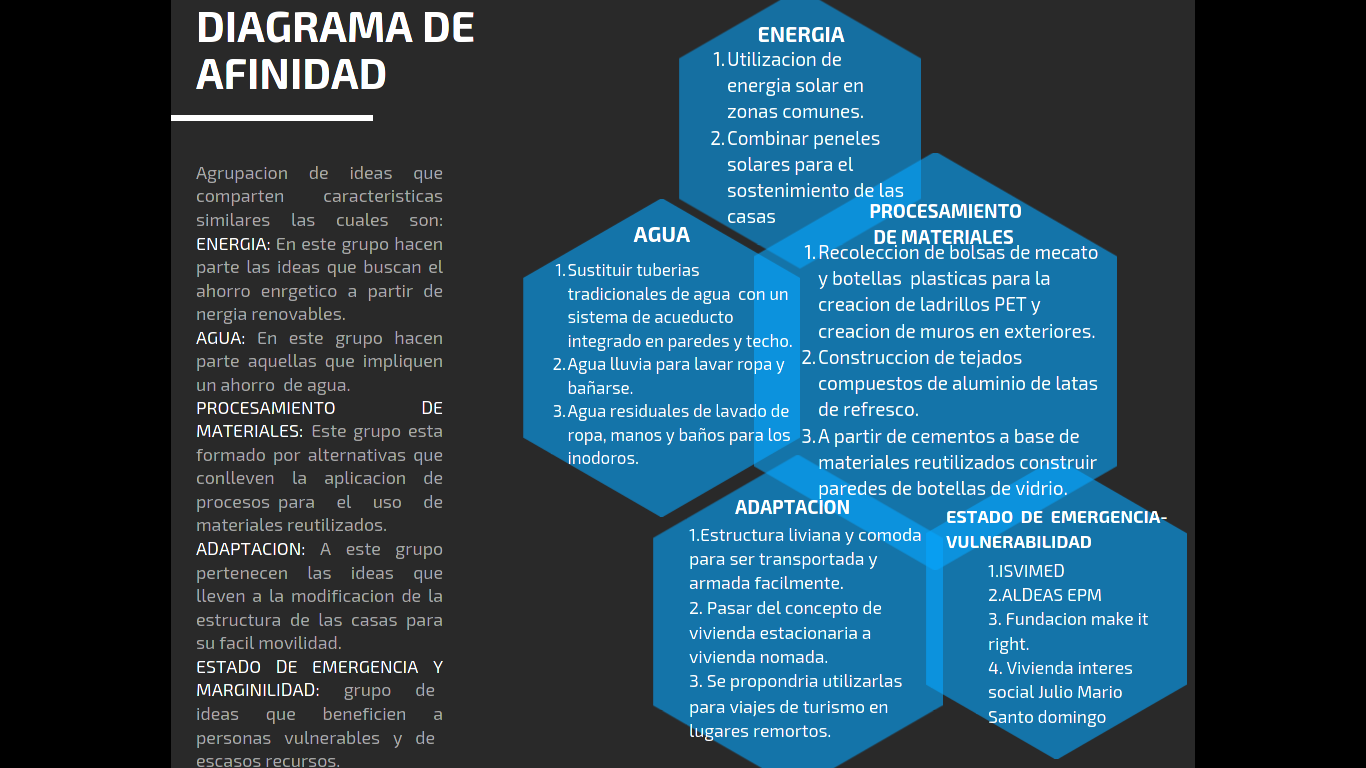 DIAGRAMA DE
AFINIDAD
Agrupacion de ideas que
comparten caracteristicas
similares las cuales son:
ENERGIA: En este grupo hacen
parte las ideas que buscan el
ahorro enrgetico a partir de
nergia renovables.
AGUA: En este grupo hacen
parte aquellas que impliquen
un ahorro de agua.
PROCESAMIENTO DE
MATERIALES: Este grupo esta
formado por alternativas que
conlleven la aplicacion de
procesos para el uso de
materiales reutilizados.
ADAPTACION: A este grupo
pertenecen las ideas que
lleven a la modificacion de la
estructura de las casas para
su facil movilidad.
ESTADO DE EMERGENCIA Y
MARGINILIDAD: grupo de
ideas que beneficien a
personas vulnerables y de
escasos recursos.
ENERGIA
1. Utilizacion de
energia solar en
zonas comunes.
2. Combinar peneles
solares para el
sostenimiento de las
casas
AGUA
1. Sustituir tuberias
tradicionales de agua con un
sistema de acueducto
integrado en paredes y techo.
2. Agua lluvia para lavar ropa y
bañarse.
3. Agua residuales de lavado de
ropa, manos y baños para los
inodoros.
PROCESAMIENTO
DE MATERIALES
1. Recoleccion de bolsas de mecato
y botellas plasticas para la
creacion de ladrillos PET y
creacion de muros en exteriores.
2. Construccion de tejados
compuestos de aluminio de latas
de refresco.
3. A partir de cementos a base de
materiales reutilizados construir
paredes de botellas de vidrio.
ADAPTACION
1.Estructura liviana y comoda
para ser transportada y
armada facilmente.
2. Pasar del concepto de
vivienda estacionaria a
vivienda nomada.
3. Se propondria utilizarlas
para viajes de turismo en
lugares remortos.
ESTADO DE EMERGENCIA-
VULNERABILIDAD
1.ISVIMED
2.ALDEAS EPM
3. Fundacion make it
right.
4. Vivienda interes
social Julio Mario
Santo domingo